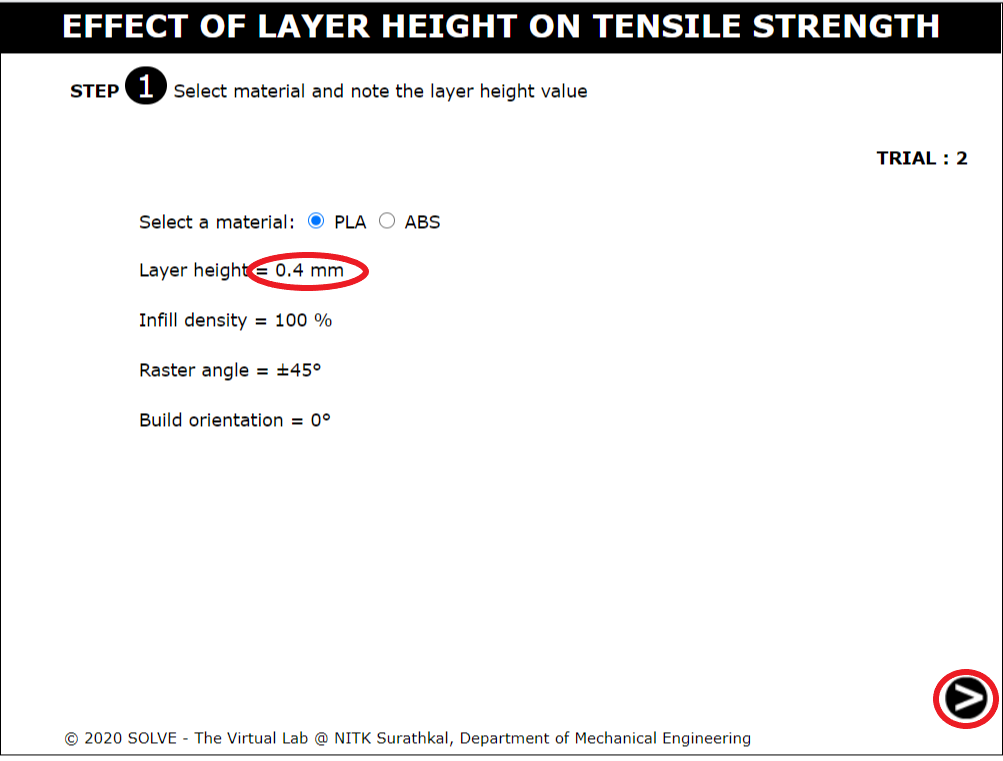 EFFECT OF LAYER HEIGHT ON TENSILE STRENGTH
STEP 1 Select material and note the layer height value
TRIAL : 2
Select a material: PLA ABS
Layer height = 0.4 mm
Infill density = 100 %
Raster angle = ±45°
Build orientation = 0°
>
© 2020 SOLVE - The Virtual Lab @ NITK Surathkal, Department of Mechanical Engineering